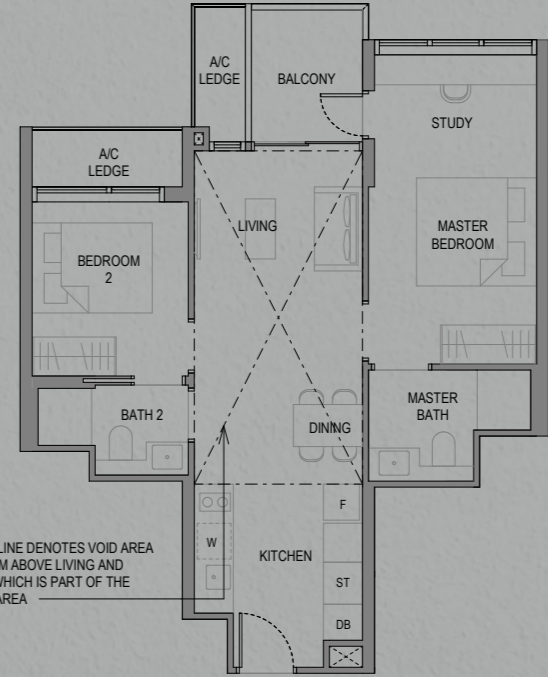 A/C
LEDGE
BALCONY
STUDY
A/C
LEDGE
LIVING
MASTER
BEDROOM
BEDROOM
2
BATH 2
DINING
MASTER
BATH
F
W
KITCHEN
ST
DB
LINE DENOTES VOID AREA
M ABOVE LIVING AND
WHICH IS PART OF THE
AREA